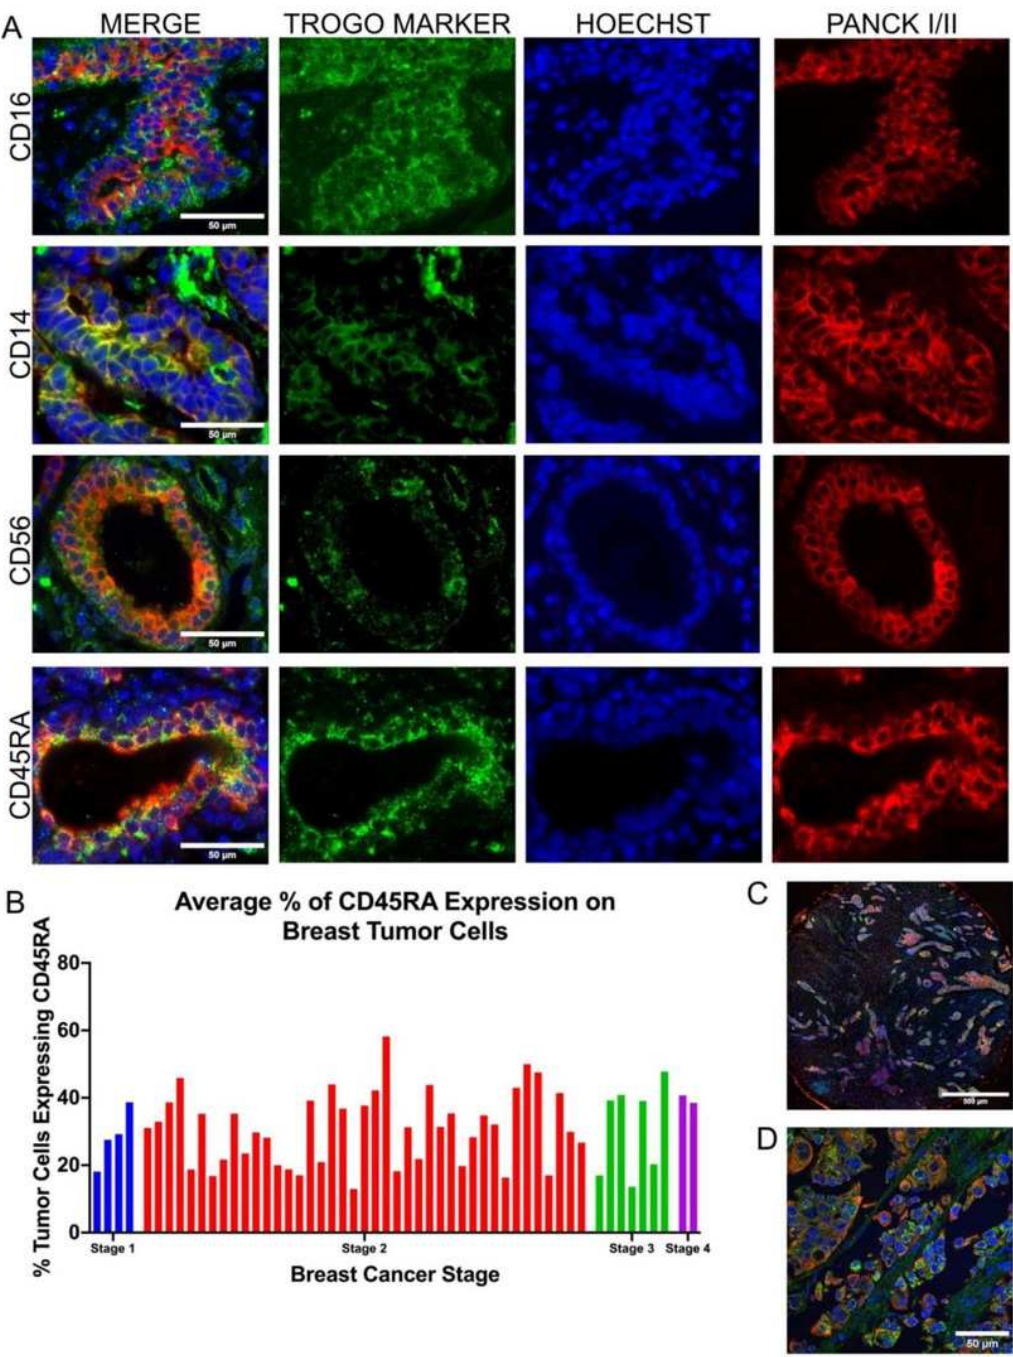 A
MERGE
TROGO MARKER
HOECHST
PANCK I/II
CD16
50 µm
CD14
50 µm
CD56
50 µm
CD45RA
50 µm
B
Average % of CD45RA Expression on
Breast Tumor Cells
% Tumor Cells Expressing CD45RA
80
60
40
20
0
Stage 1
Stage 2
Stage 3
Stage 4
Breast Cancer Stage
C
500 µm
D
50 µm